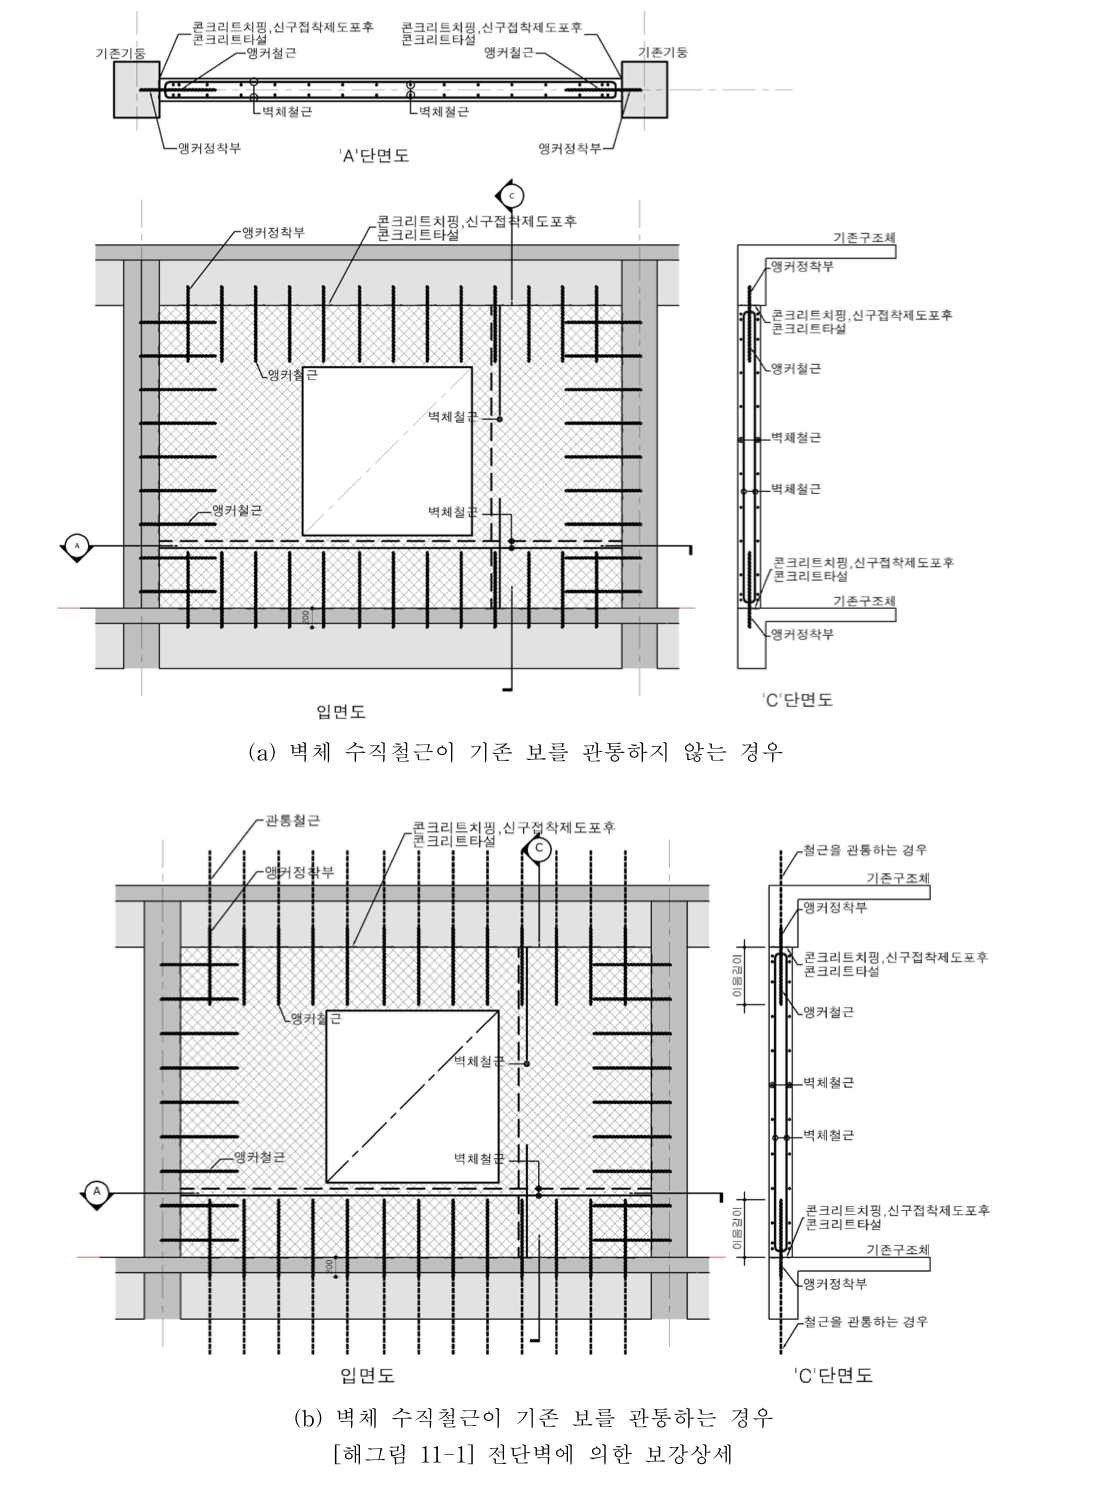 콘크리트치핑,신구접착제도포후
콘크리트타설
콘크리트치핑,신구접착제도포후
콘크리트타설
기존기둥
앵커철근
앵커철근
기존기둥
벽체철근
벽체철근
앵커정착부
앵커정착부
'A'단면도
C
콘크리트치핑,신구접착제도포후
콘크리트타설
앵커정착부
기존구조체
앵커정착부
콘크리트치핑,신구접착제도포후
콘크리트타설
앵커철근
앵커철근
벽체철근
벽체철근
벽체철근
앵커철근
벽체철근
A
콘크리트치핑,신구접착제도포후
콘크리트타설
기존구조체
200
앵커정착부
입면도
'C'단면도
(a) 벽체 수직철근이 기존 보를 관통하지 않는 경우
관통철근
콘크리트치핑,신구접착제도포후
콘크리트타설
C
철근을 관통하는 경우
앵커정착부
기존구조체
앵커정착부
콘크리트치핑,신구접착제도포후
콘크리트타설
이음길이
앵커철근
앵커철근
벽체철근
벽체철근
벽체철근
앵커철근
벽체철근
A
콘크리트치핑,신구접착제도포후
콘크리트타설
이음길이
기존구조체
200
앵커정착부
철근을 관통하는 경우
입면도
'C'단면도
(b) 벽체 수직철근이 기존 보를 관통하는 경우
[해그림 11-1] 전단벽에 의한 보강상세